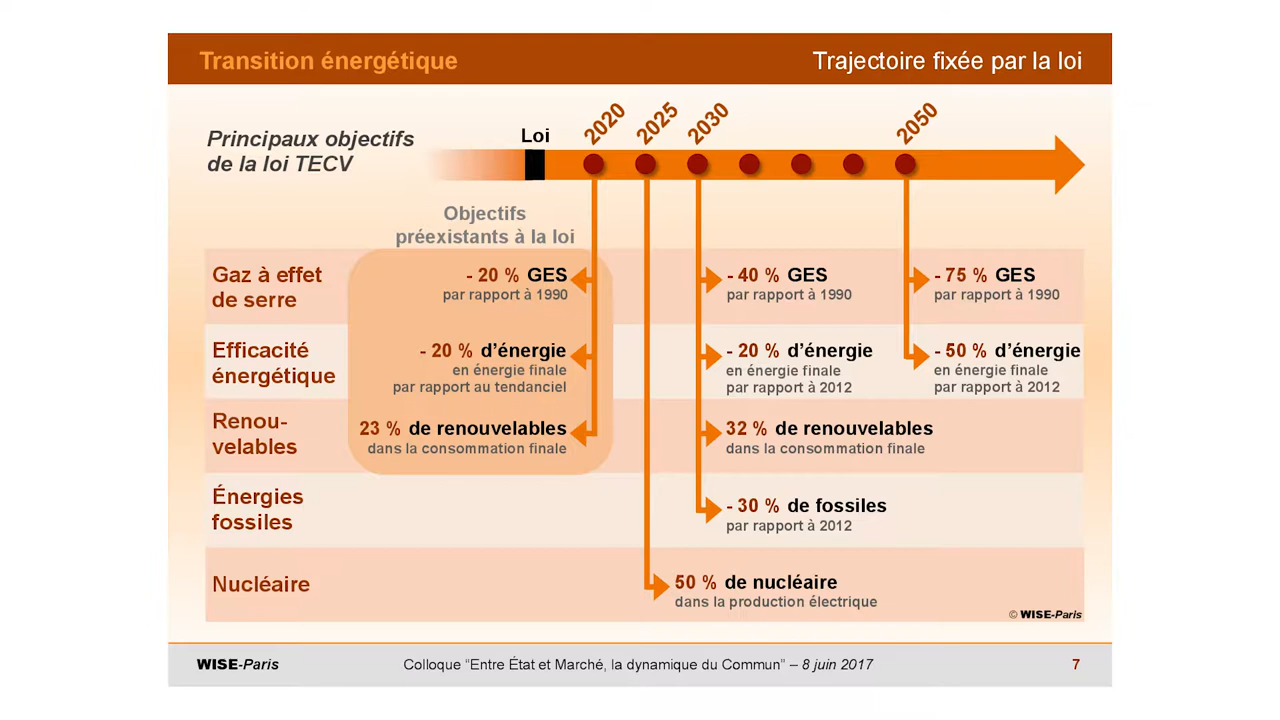 Transition énergétique
Trajectoire fixée par la loi
Principaux objectifs
de la loi TECV
Loi
2020
2025
2030
2050
Objectifs
préexistants à la loi
Gaz à effet
de serre
- 20 % GES
par rapport à 1990
- 40 % GES
par rapport à 1990
- 75 % GES
par rapport à 1990
Efficacité
énergétique
- 20 % d’énergie
en énergie finale
par rapport au tendanciel
- 20 % d’énergie
en énergie finale
par rapport à 2012
- 50 % d’énergie
en énergie finale
par rapport à 2012
Renou-
velables
23 % de renouvelables
dans la consommation finale
32 % de renouvelables
dans la consommation finale
Énergies
fossiles
- 30 % de fossiles
par rapport à 2012
Nucléaire
50 % de nucléaire
dans la production électrique
© WISE-Paris
WISE-Paris
Colloque “Entre État et Marché, la dynamique du Commun” – 8 juin 2017
7